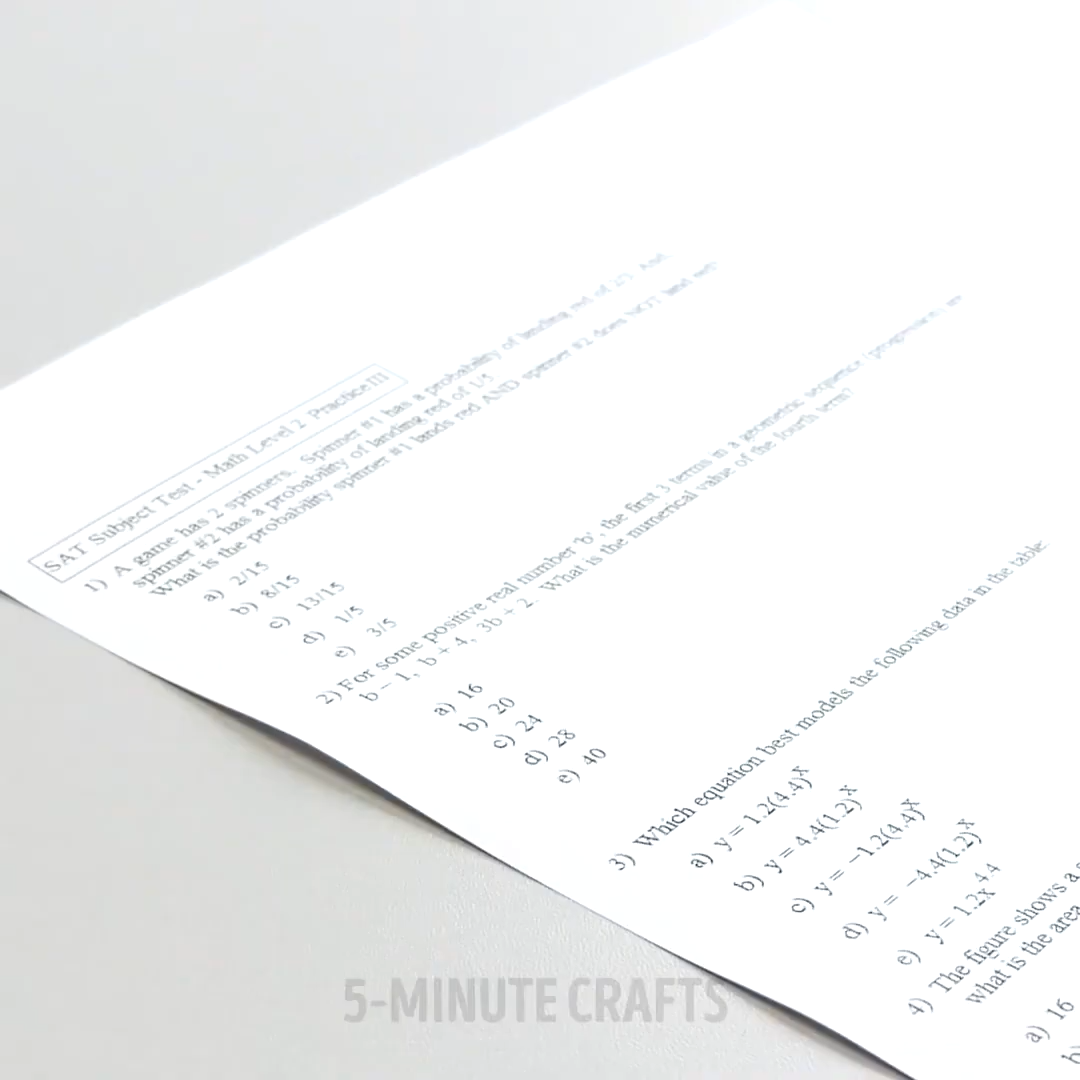 SAT Subject Test - Math Level 2 Practice III
1) A game has 2 spinners. Spinner #1 has a probability of landing red of 2/3. And
spinner #2 has a probability of landing red of 1/5
What is the probability spinner #1 lands red AND spinner #2 does NOT land red?
a) 2/15
b) 8/15
c) 13/15
d) 1/5
e) 3/5
2) For some positive real number 'b', the first 3 terms in a geometric sequence (progression) are
b – 1, b + 4, 3b + 2. What is the numerical value of the fourth term?
a) 16
b) 20
c) 24
d) 28
e) 40
3) Which equation best models the following data in the table:
a) y = 1.2(4.4)ˣ
b) y = 4.4(1.2)ˣ
c) y = –1.2(4.4)ˣ
d) y = –4.4(1.2)ˣ
e) y = 1.2x⁴·⁴
4) The figure shows a
what is the area
a) 16
b)
5-MINUTE CRAFTS